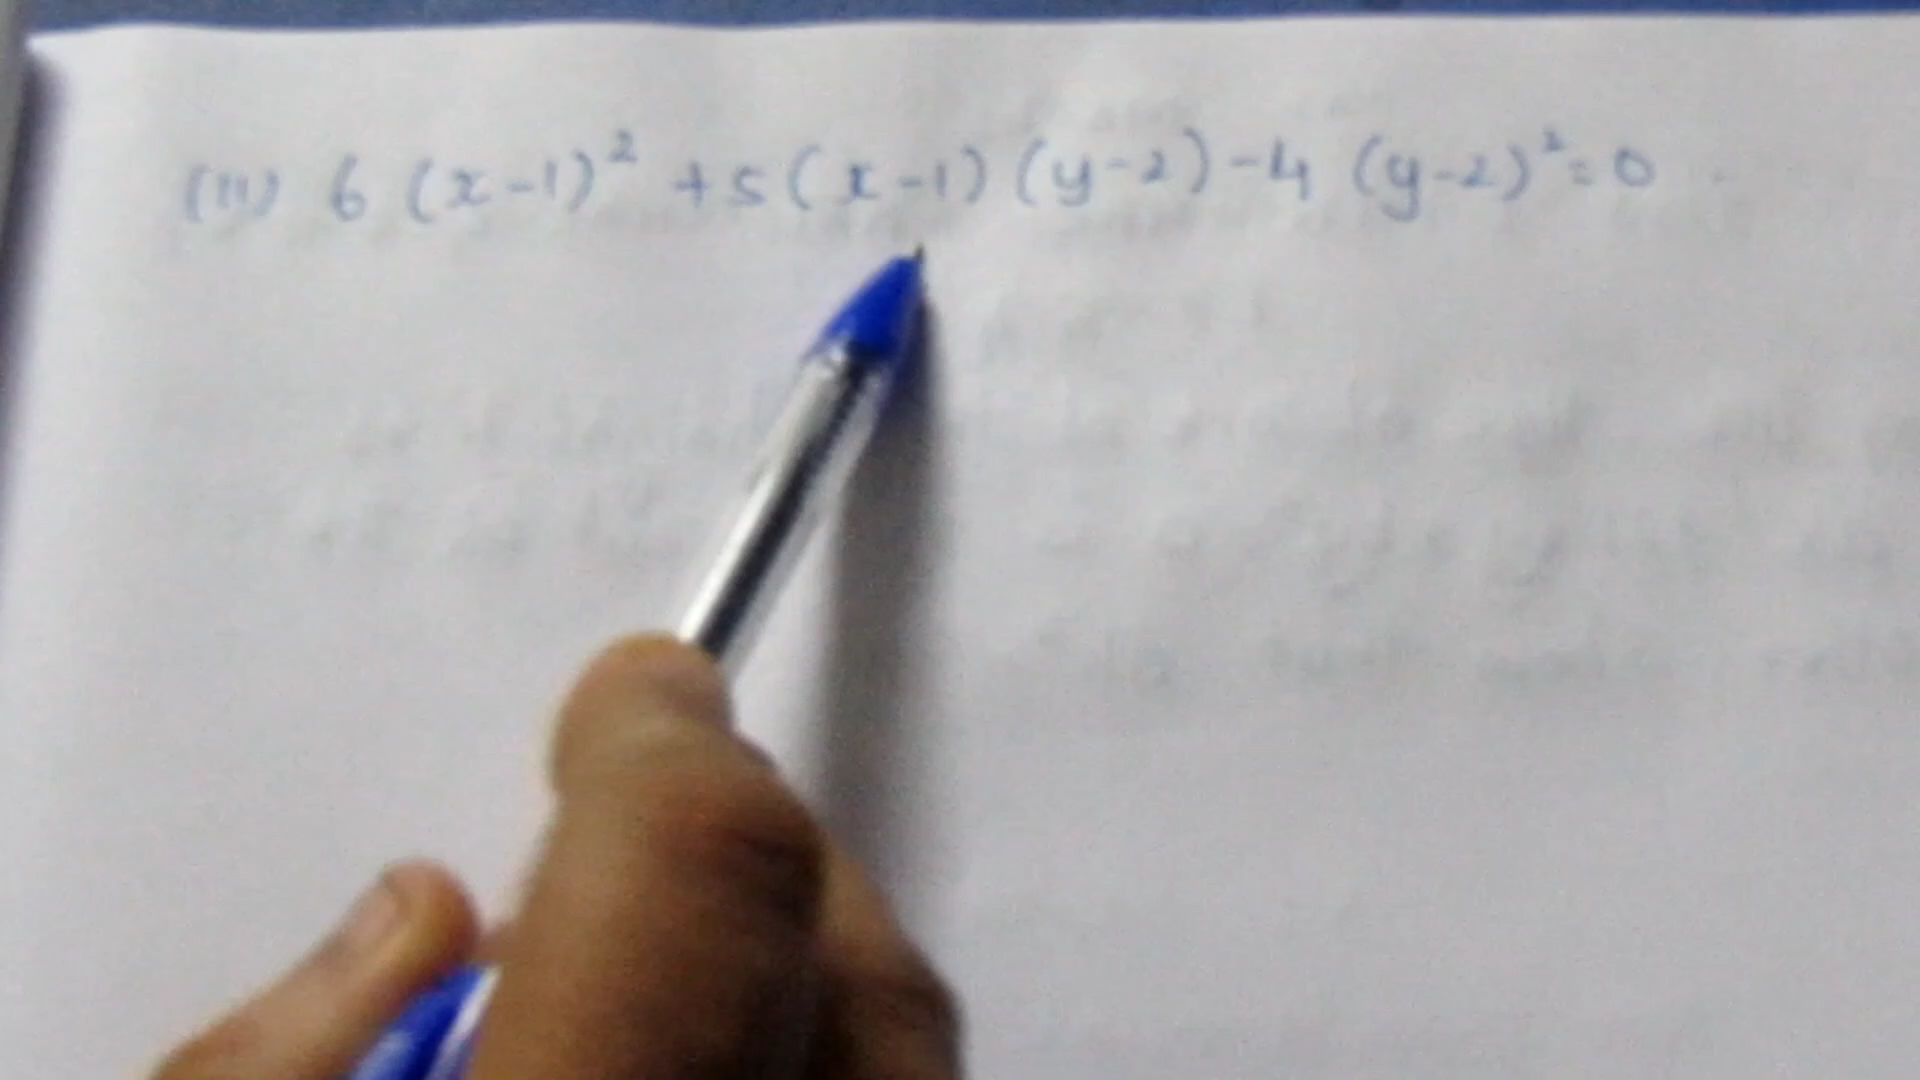 (III) 6 (x-1)² +5(x-1) (y-2) -4 (y-2)² = 0